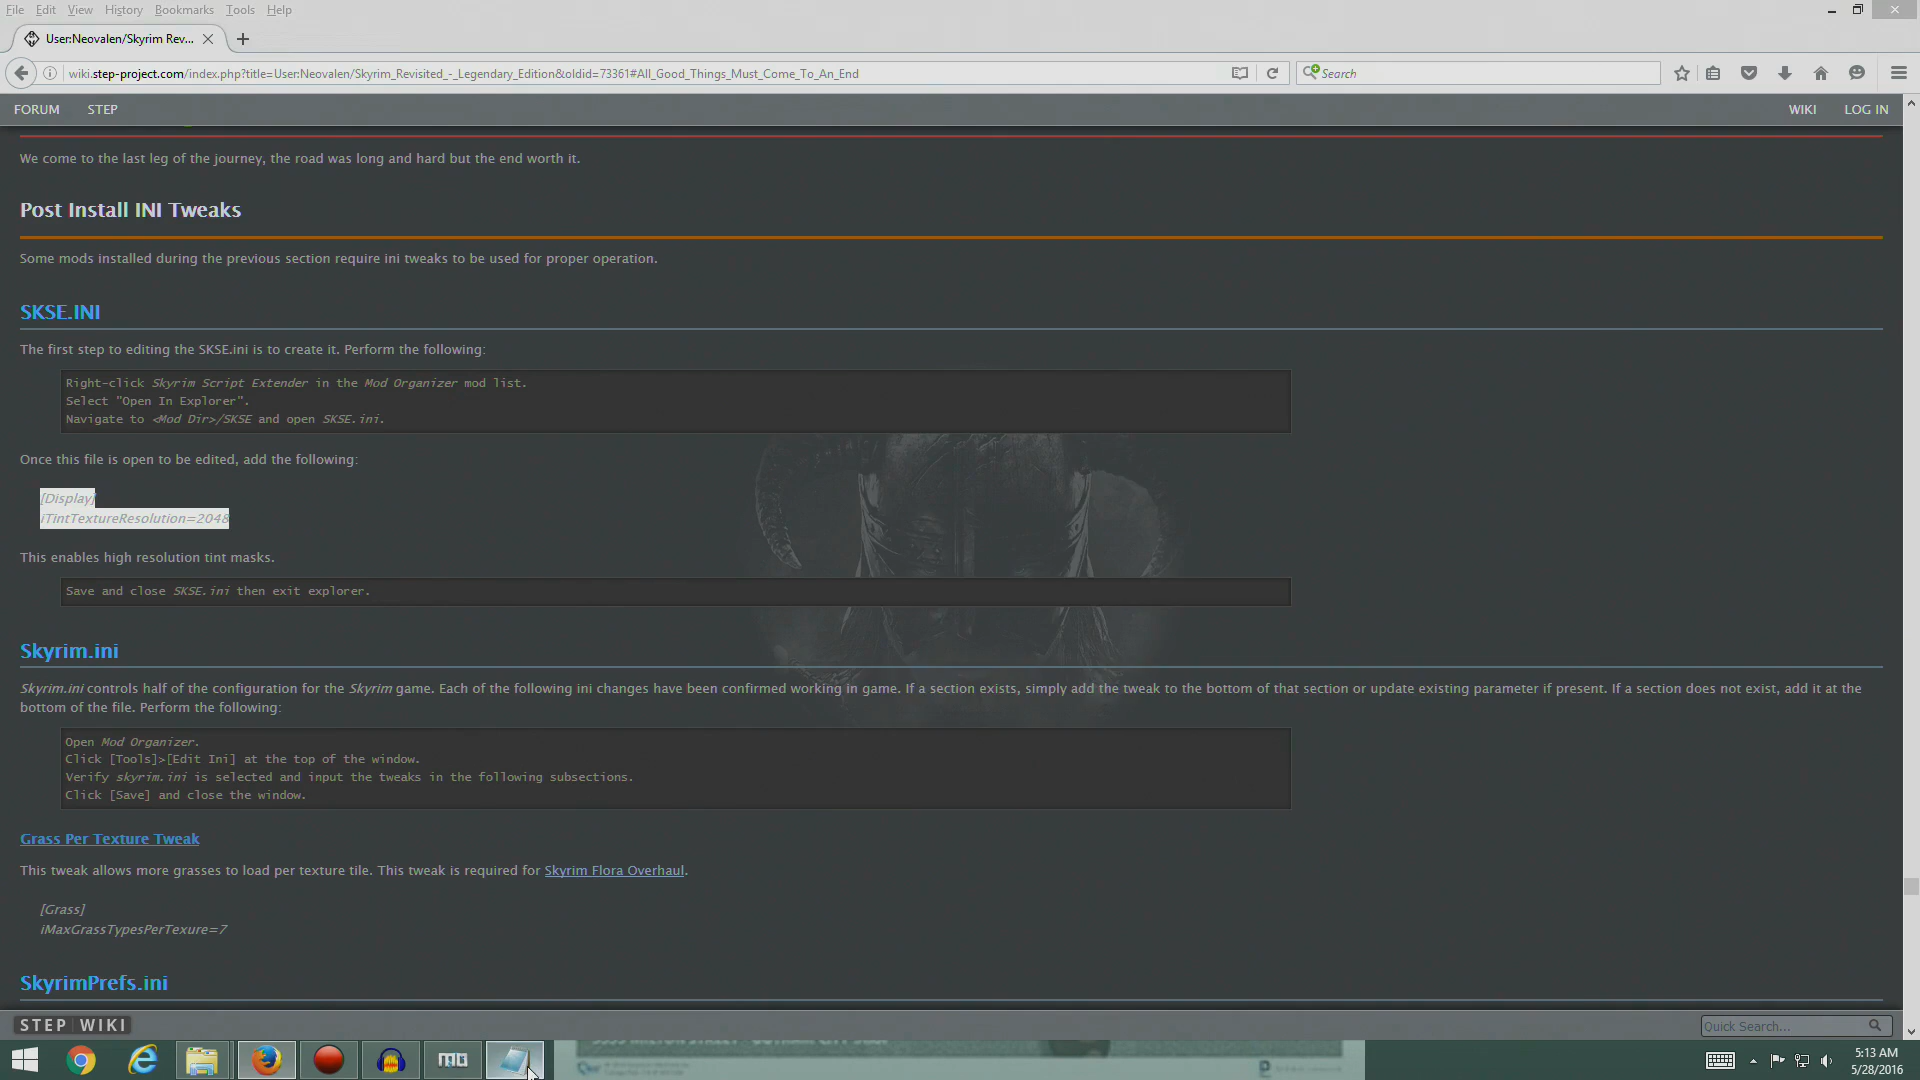 File Edit View History Bookmarks Tools Help
User:Neovalen/Skyrim Rev...
wiki.step-project.com/index.php?title=User:Neovalen/Skyrim_Revisited_-_Legendary_Edition&oldid=73361#All_Good_Things_Must_Come_To_An_End
Search
FORUM STEP WIKI LOG IN
We come to the last leg of the journey, the road was long and hard but the end worth it.
Post Install INI Tweaks
Some mods installed during the previous section require ini tweaks to be used for proper operation.
SKSE.INI
The first step to editing the SKSE.ini is to create it. Perform the following:
Right-click Skyrim Script Extender in the Mod Organizer mod list.
Select "Open In Explorer".
Navigate to <Mod Dir>/SKSE and open SKSE.ini.
Once this file is open to be edited, add the following:
[Display]
iTintTextureResolution=2048
This enables high resolution tint masks.
Save and close SKSE.ini then exit explorer.
Skyrim.ini
Skyrim.ini controls half of the configuration for the Skyrim game. Each of the following ini changes have been confirmed working in game. If a section exists, simply add the tweak to the bottom of that section or update existing parameter if present. If a section does not exist, add it at the
bottom of the file. Perform the following:
Open Mod Organizer.
Click [Tools]>[Edit Ini] at the top of the window.
Verify skyrim.ini is selected and input the tweaks in the following subsections.
Click [Save] and close the window.
Grass Per Texture Tweak
This tweak allows more grasses to load per texture tile. This tweak is required for Skyrim Flora Overhaul.
[Grass]
iMaxGrassTypesPerTexure=7
SkyrimPrefs.ini
STEP WIKI
Quick Search...
5:13 AM
5/28/2016